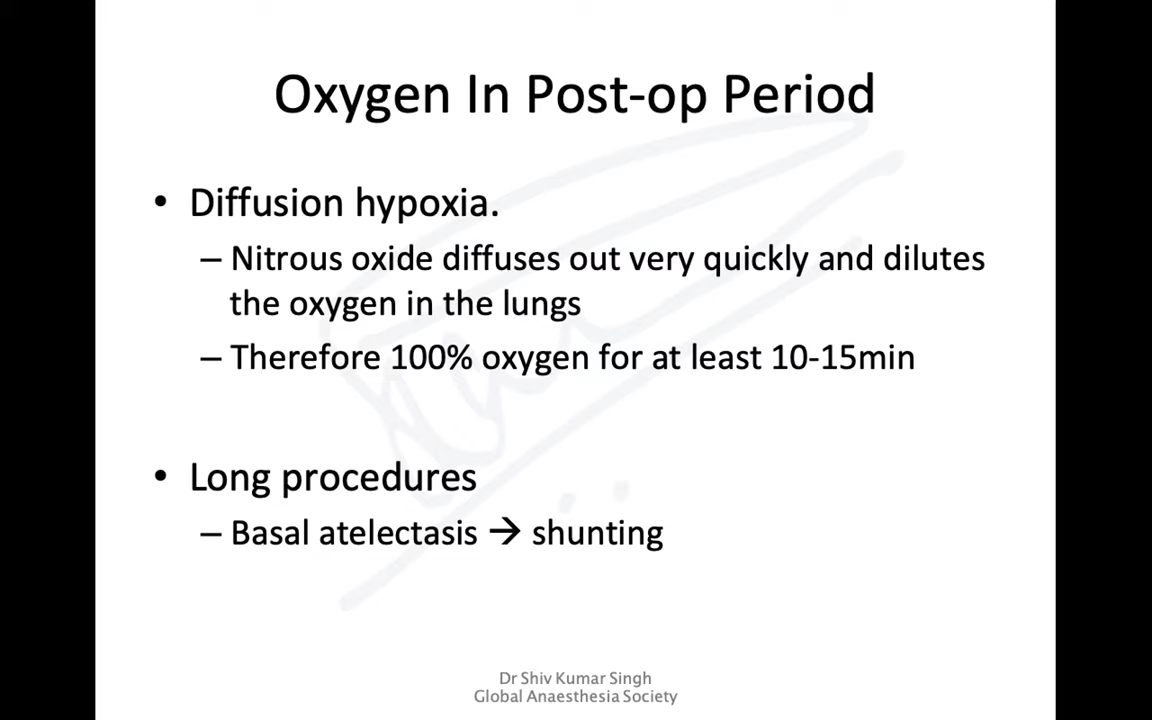 Oxygen In Post-op Period
• Diffusion hypoxia.
– Nitrous oxide diffuses out very quickly and dilutes
the oxygen in the lungs
– Therefore 100% oxygen for at least 10-15min
• Long procedures
– Basal atelectasis → shunting
Dr Shiv Kumar Singh
Global Anaesthesia Society